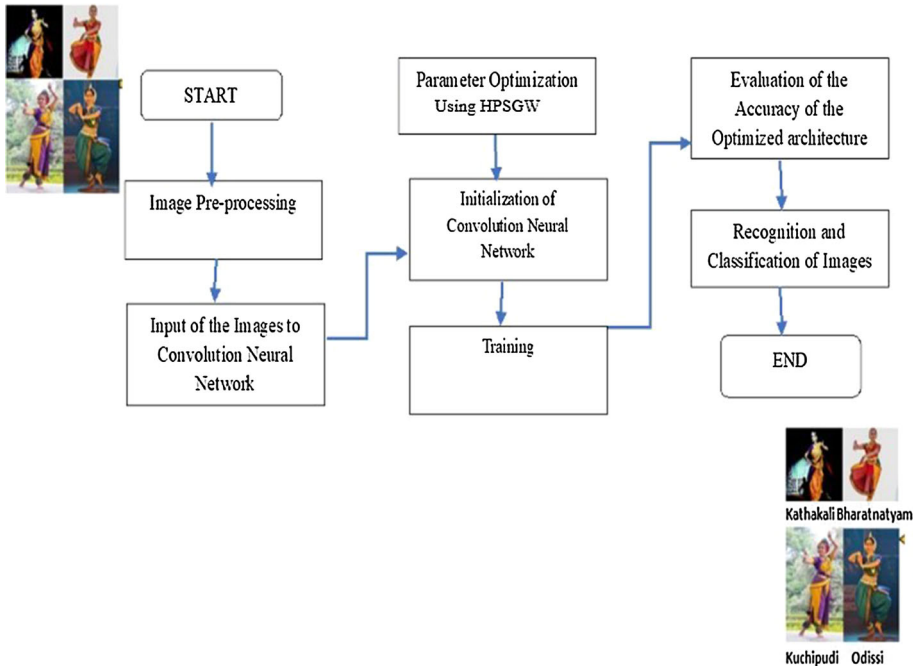 START
Image Pre-processing
Input of the Images to
Convolution Neural
Network
Parameter Optimization
Using HPSGW
Initialization of
Convolution Neural
Network
Training
Evaluation of the
Accuracy of the
Optimized architecture
Recognition and
Classification of Images
END
Kathakali Bharatnatyam
Kuchipudi Odissi